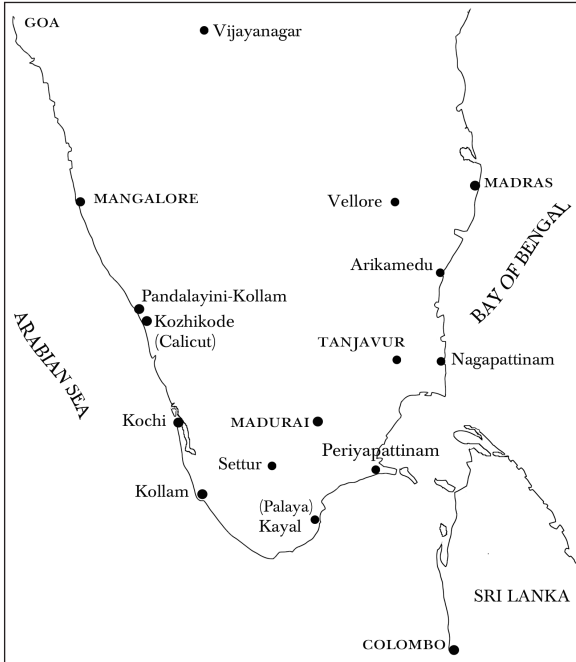 GOA
Vijayanagar
MADRAS
MANGALORE
Vellore
BAY OF BENGAL
Arikamedu
Pandalayini-Kollam
Kozhikode
(Calicut)
ARABIAN SEA
TANJAVUR
Nagapattinam
Kochi
MADURAI
Periyapattinam
Settur
Kollam
(Palaya)
Kayal
SRI LANKA
COLOMBO